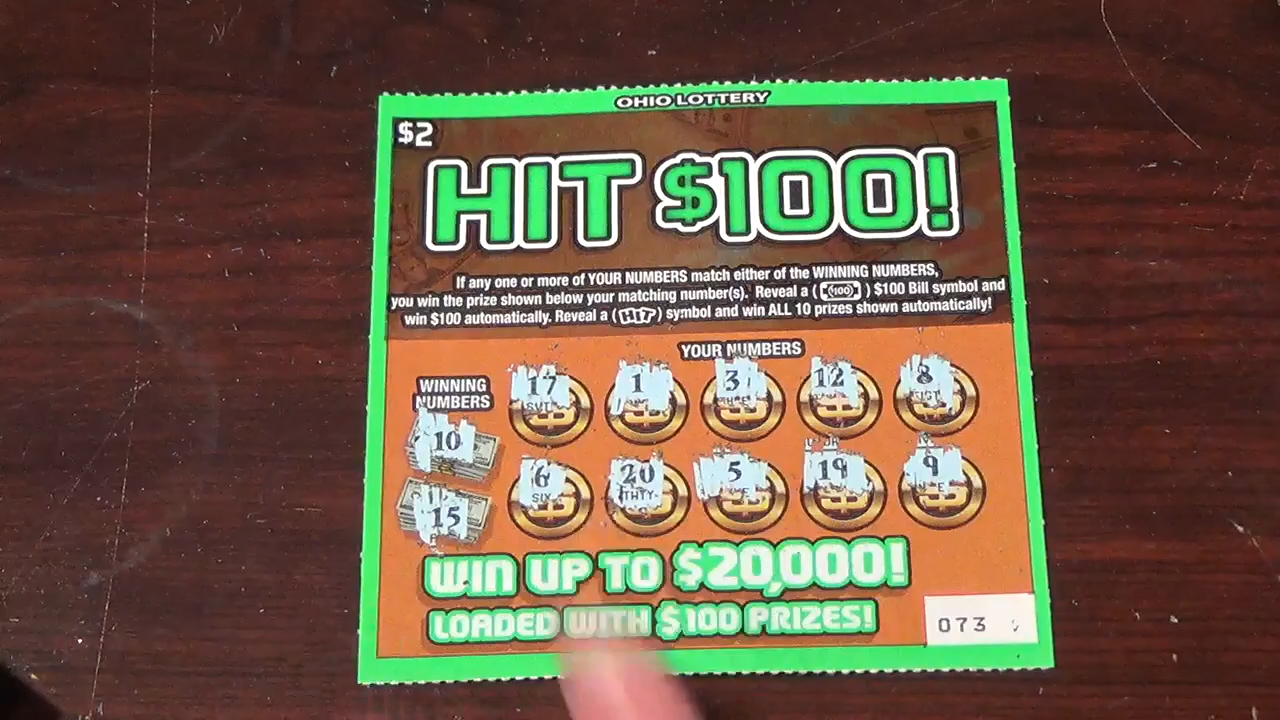 OHIO LOTTERY
$2
HIT $100!
If any one or more of YOUR NUMBERS match either of the WINNING NUMBERS,
you win the prize shown below your matching number(s). Reveal a ( $100 ) $100 Bill symbol and
win $100 automatically. Reveal a ( HIT ) symbol and win ALL 10 prizes shown automatically!
YOUR NUMBERS
WINNING
NUMBERS
17 1 3 12 8
10
6 20 5 19 9
SIX
15
WIN UP TO $20,000!
LOADED WITH $100 PRIZES!
073